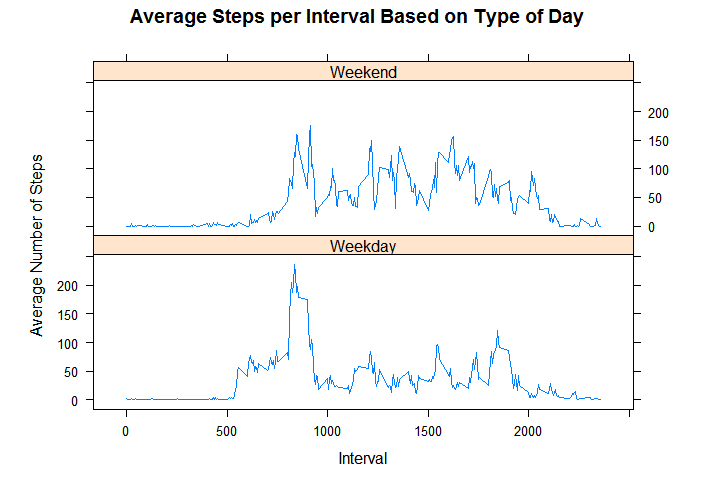 Average Steps per Interval Based on Type of Day
Weekend
200
150
100
50
0
Average Number of Steps
Weekday
200
150
100
50
0
0 500 1000 1500 2000
Interval